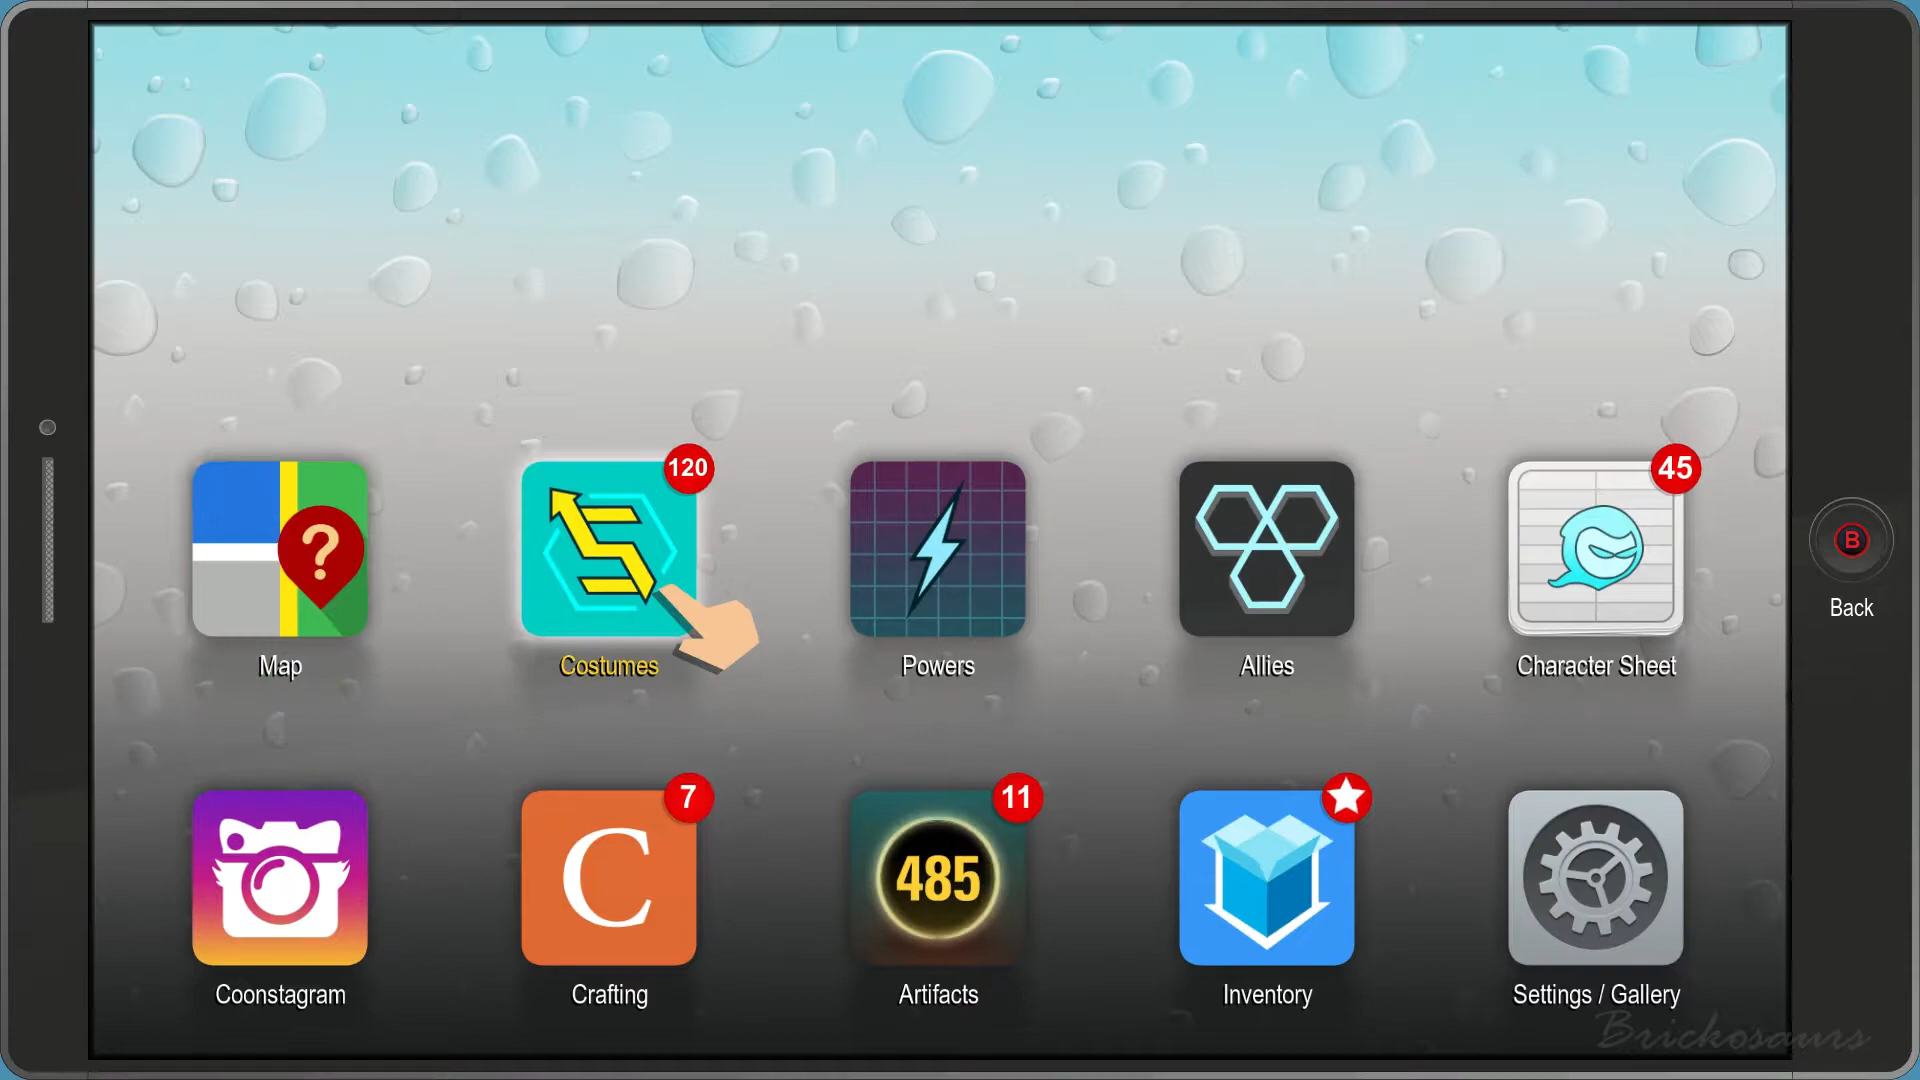 120
45
?
B
Back
Map
Costumes
Powers
Allies
Character Sheet
7
11
C
485
Coonstagram
Crafting
Artifacts
Inventory
Settings / Gallery
Brickosaurs